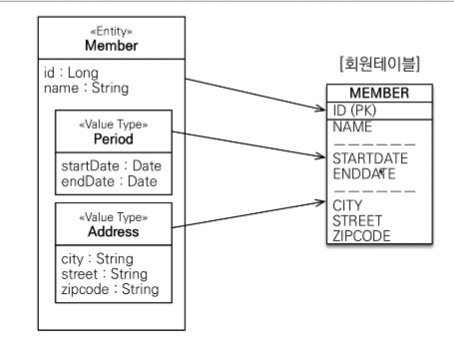 «Entity»
Member
id : Long
name : String
«Value Type»
Period
startDate : Date
endDate : Date
«Value Type»
Address
city : String
street : String
zipcode : String
[회원테이블]
MEMBER
ID (PK)
NAME
STARTDATE
ENDDATE
CITY
STREET
ZIPCODE